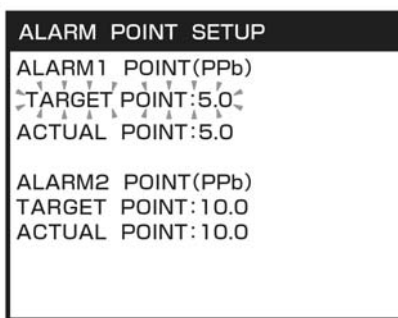 ALARM POINT SETUP
ALARM1 POINT(PPb)
TARGET POINT:5.0
ACTUAL POINT:5.0
ALARM2 POINT(PPb)
TARGET POINT:10.0
ACTUAL POINT:10.0